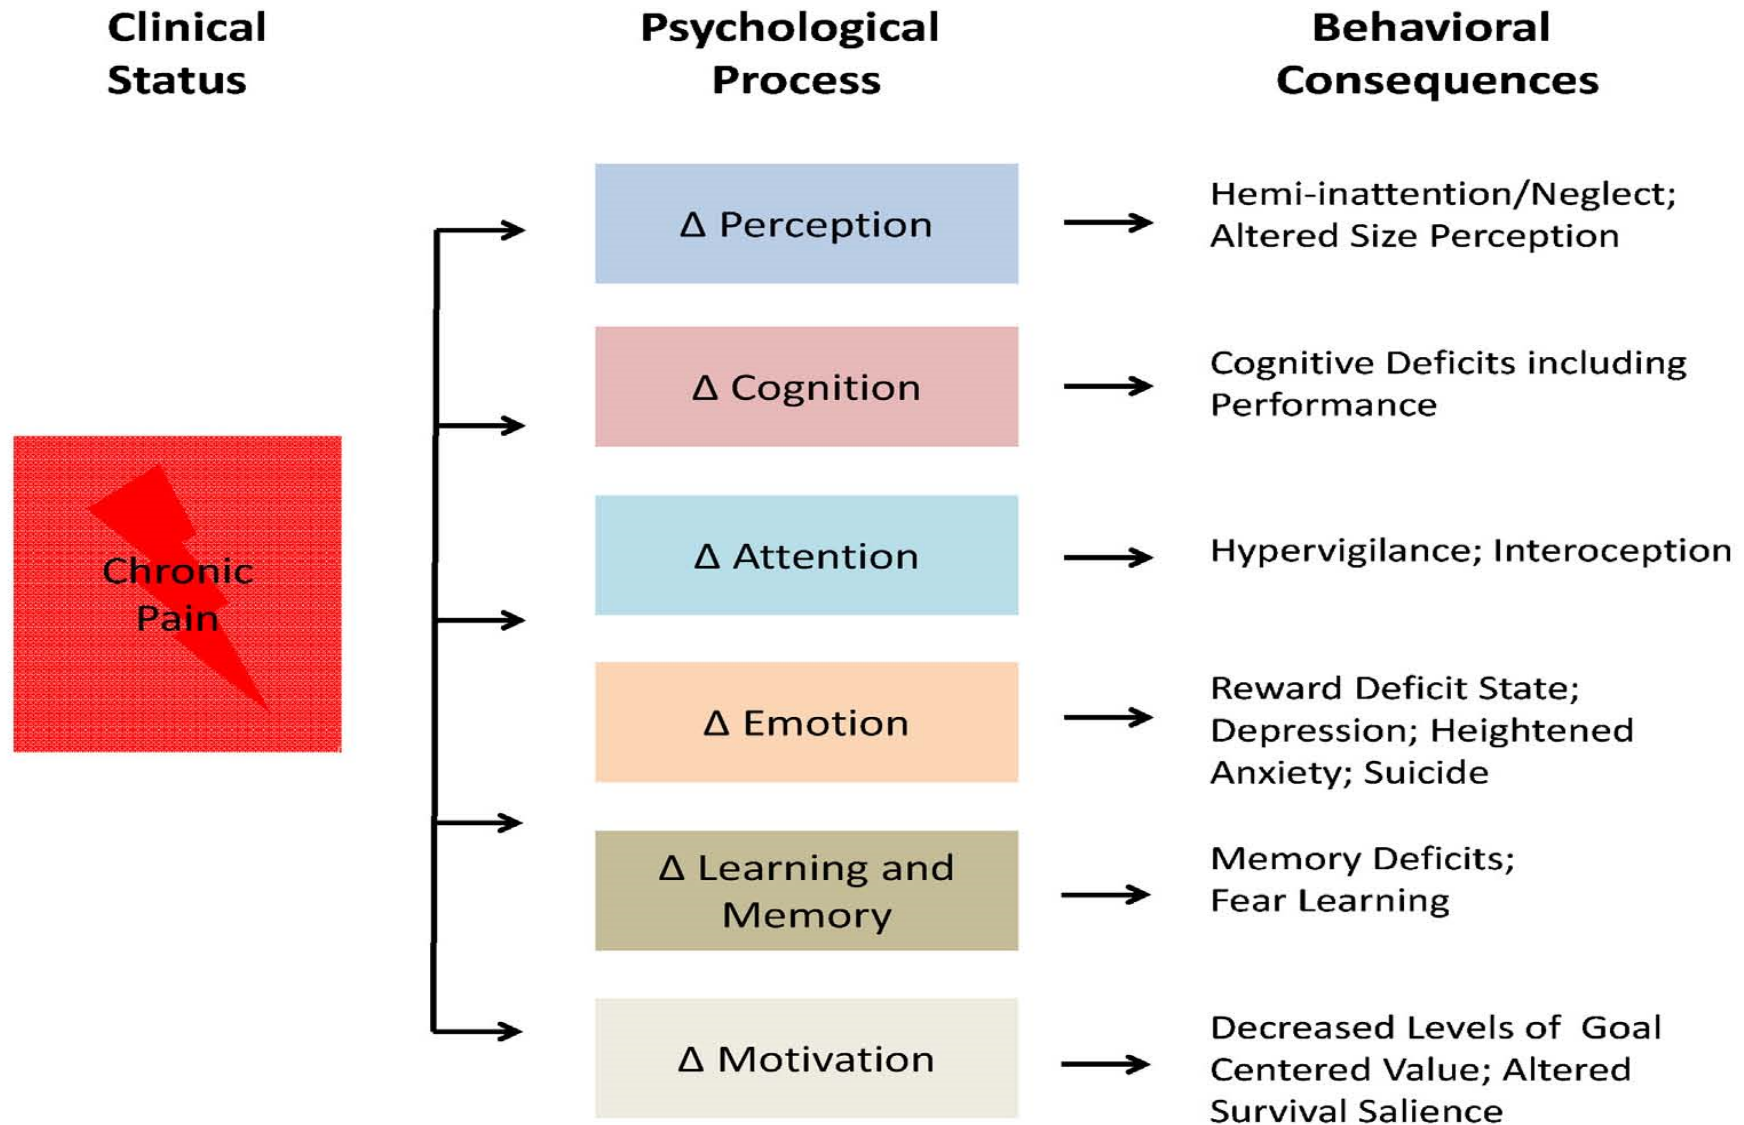 Clinical
Status
Psychological
Process
Behavioral
Consequences
Chronic
Pain
Δ Perception
Hemi-inattention/Neglect;
Altered Size Perception
Δ Cognition
Cognitive Deficits including
Performance
Δ Attention
Hypervigilance; Interoception
Δ Emotion
Reward Deficit State;
Depression; Heightened
Anxiety; Suicide
Δ Learning and
Memory
Memory Deficits;
Fear Learning
Δ Motivation
Decreased Levels of Goal
Centered Value; Altered
Survival Salience